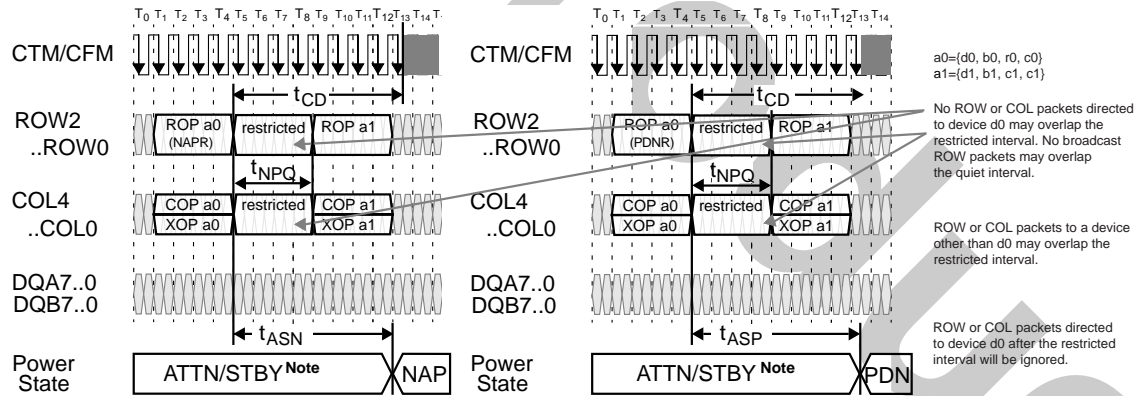 T0 T1 T2 T3 T4 T5 T6 T7 T8 T9 T10 T11 T12 T13 T14 T
CTM/CFM
tCD
ROW2
..ROW0
ROP a0
(NAPR)
restricted
ROP a1
tNPQ
COL4
..COL0
COP a0
XOP a0
restricted
COP a1
XOP a1
DQA7..0
DQB7..0
tASN
Power
State
ATTN/STBY Note
NAP
T0 T1 T2 T3 T4 T5 T6 T7 T8 T9 T10 T11 T12 T13 T14
CTM/CFM
tCD
ROW2
..ROW0
ROP a0
(PDNR)
restricted
ROP a1
tNPQ
COL4
..COL0
COP a0
XOP a0
restricted
COP a1
XOP a1
DQA7..0
DQB7..0
tASP
Power
State
ATTN/STBY Note
PDN
a0={d0, b0, r0, c0}
a1={d1, b1, c1, c1}
No ROW or COL packets directed
to device d0 may overlap the
restricted interval. No broadcast
ROW packets may overlap
the quiet interval.
ROW or COL packets to a device
other than d0 may overlap the
restricted interval.
ROW or COL packets directed
to device d0 after the restricted
interval will be ignored.